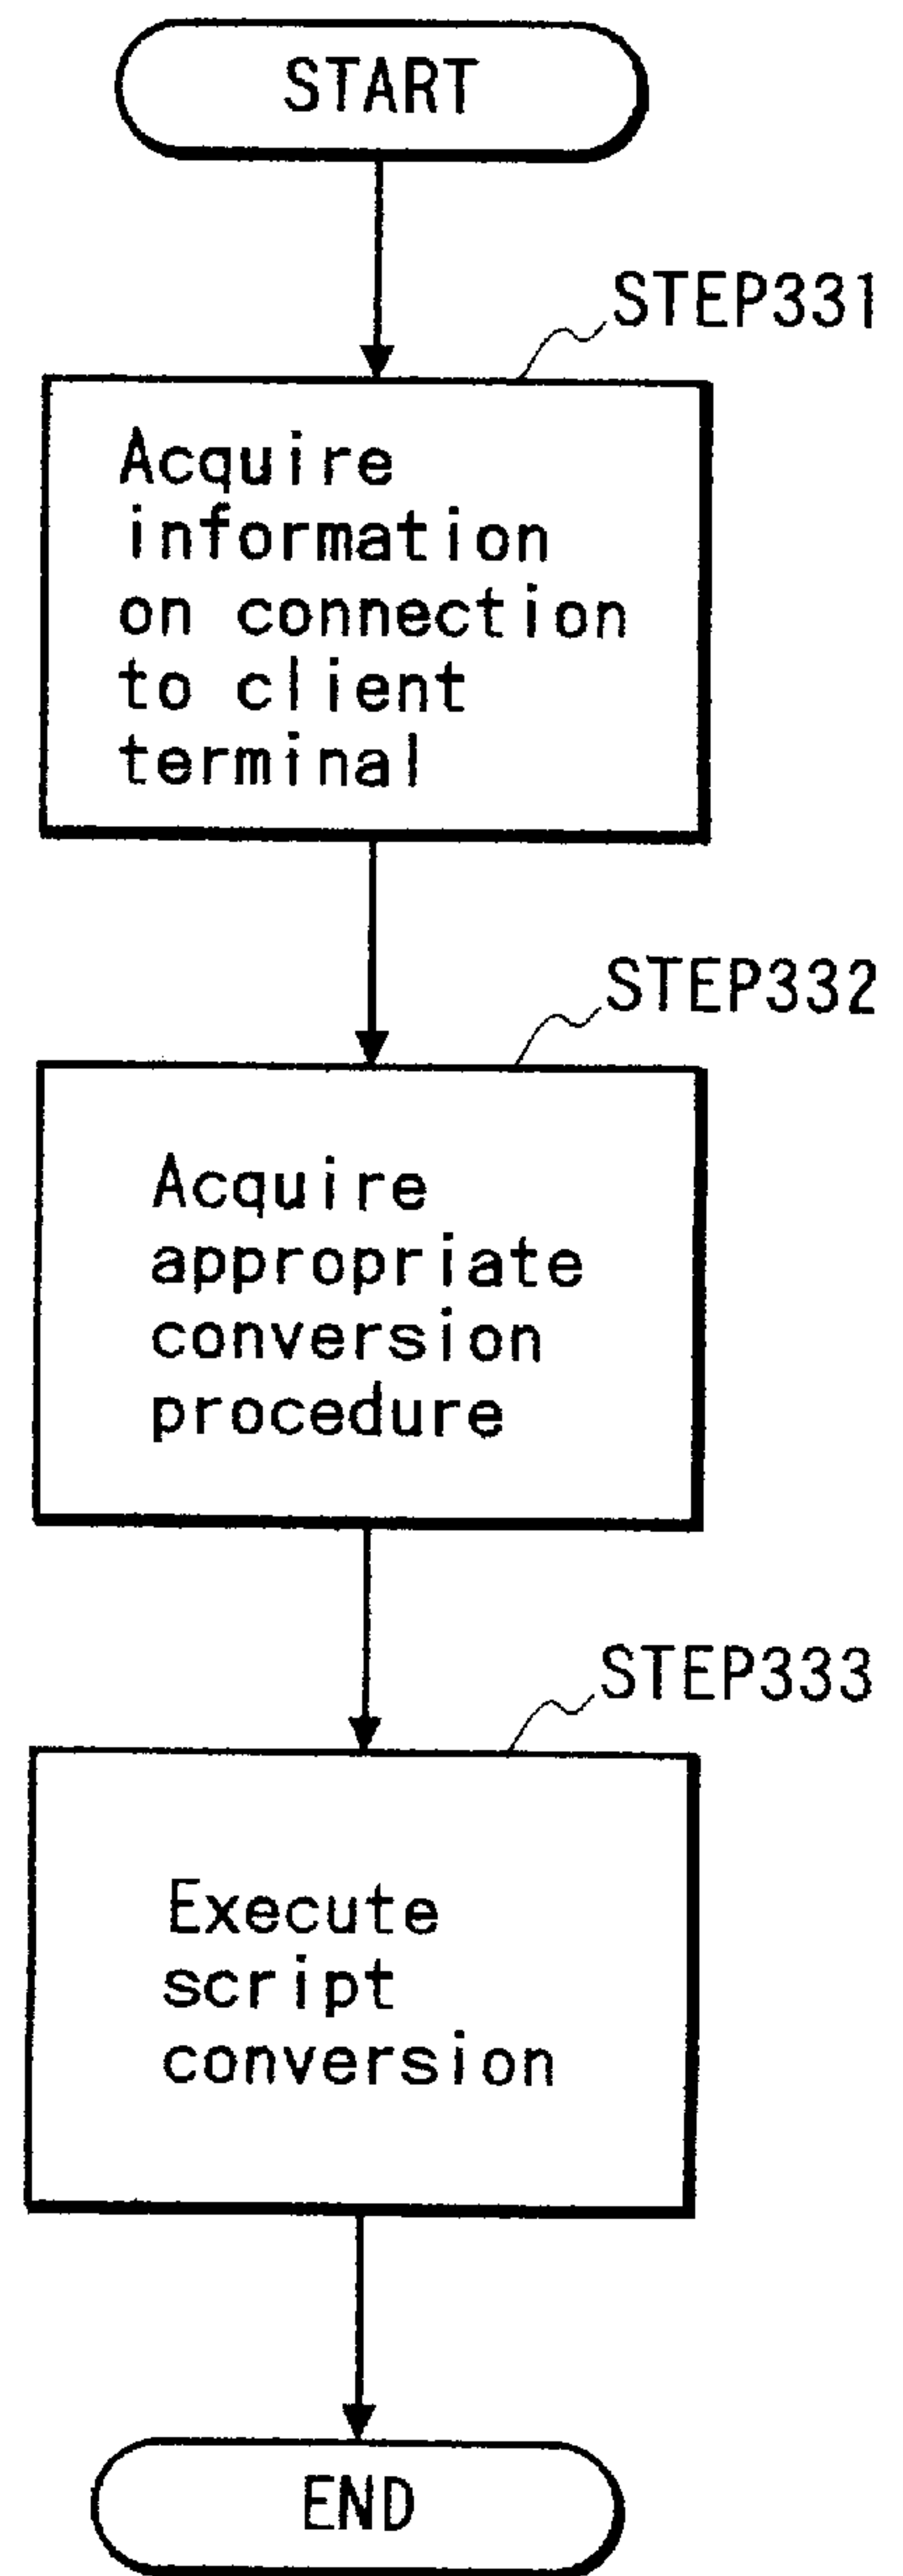 START
STEP331
Acquire
information
on connection
to client
terminal
STEP332
Acquire
appropriate
conversion
procedure
STEP333
Execute
script
conversion
END